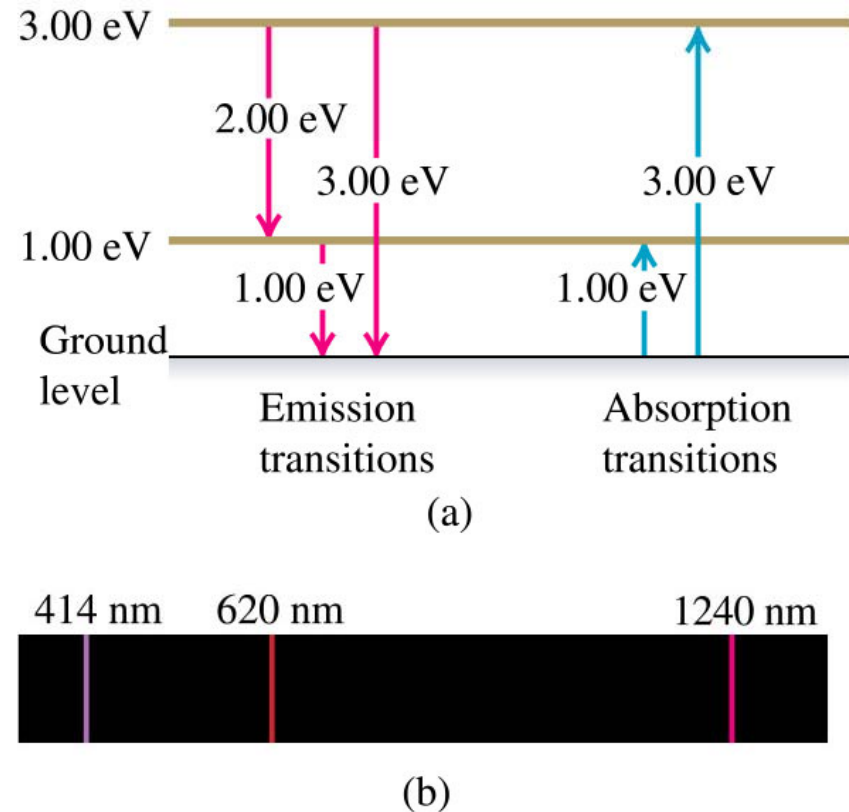 3.00 eV
2.00 eV
3.00 eV
3.00 eV
1.00 eV
1.00 eV
1.00 eV
Ground
level
Emission
transitions
Absorption
transitions
(a)
414 nm
620 nm
1240 nm
(b)